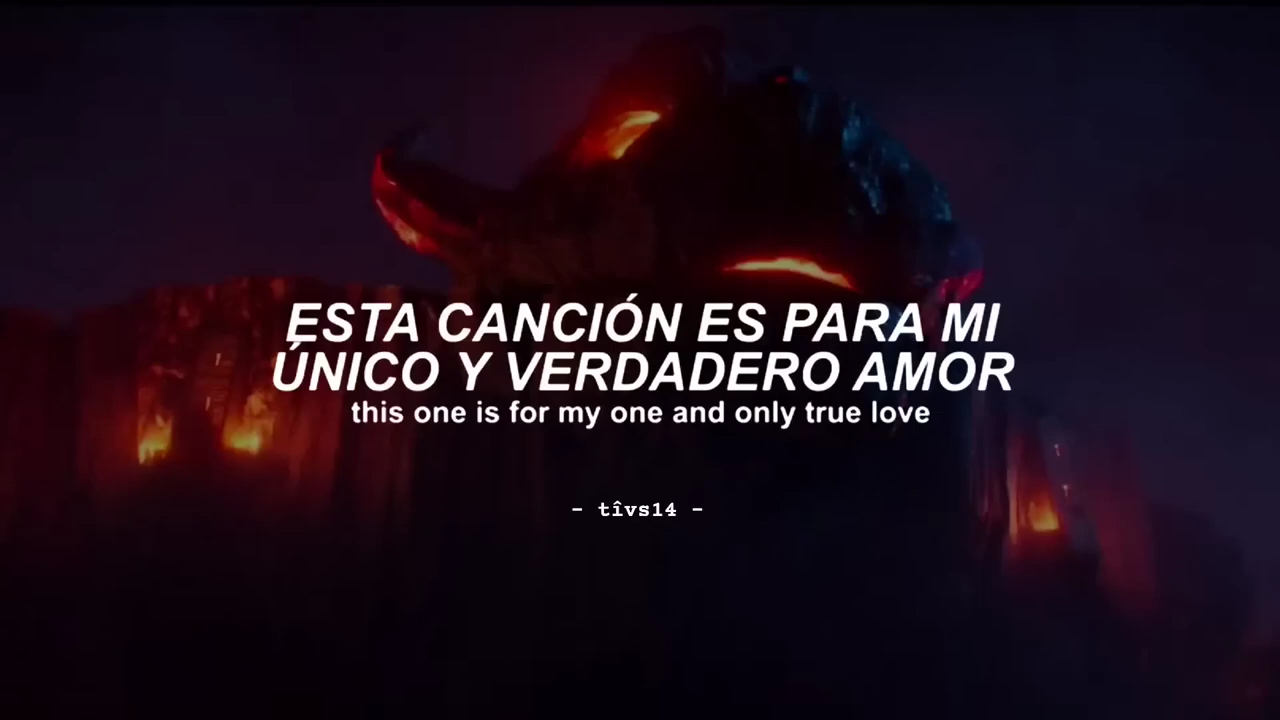 ESTA CANCIÓN ES PARA MI
ÚNICO Y VERDADERO AMOR
this one is for my one and only true love
- tîvs14 -